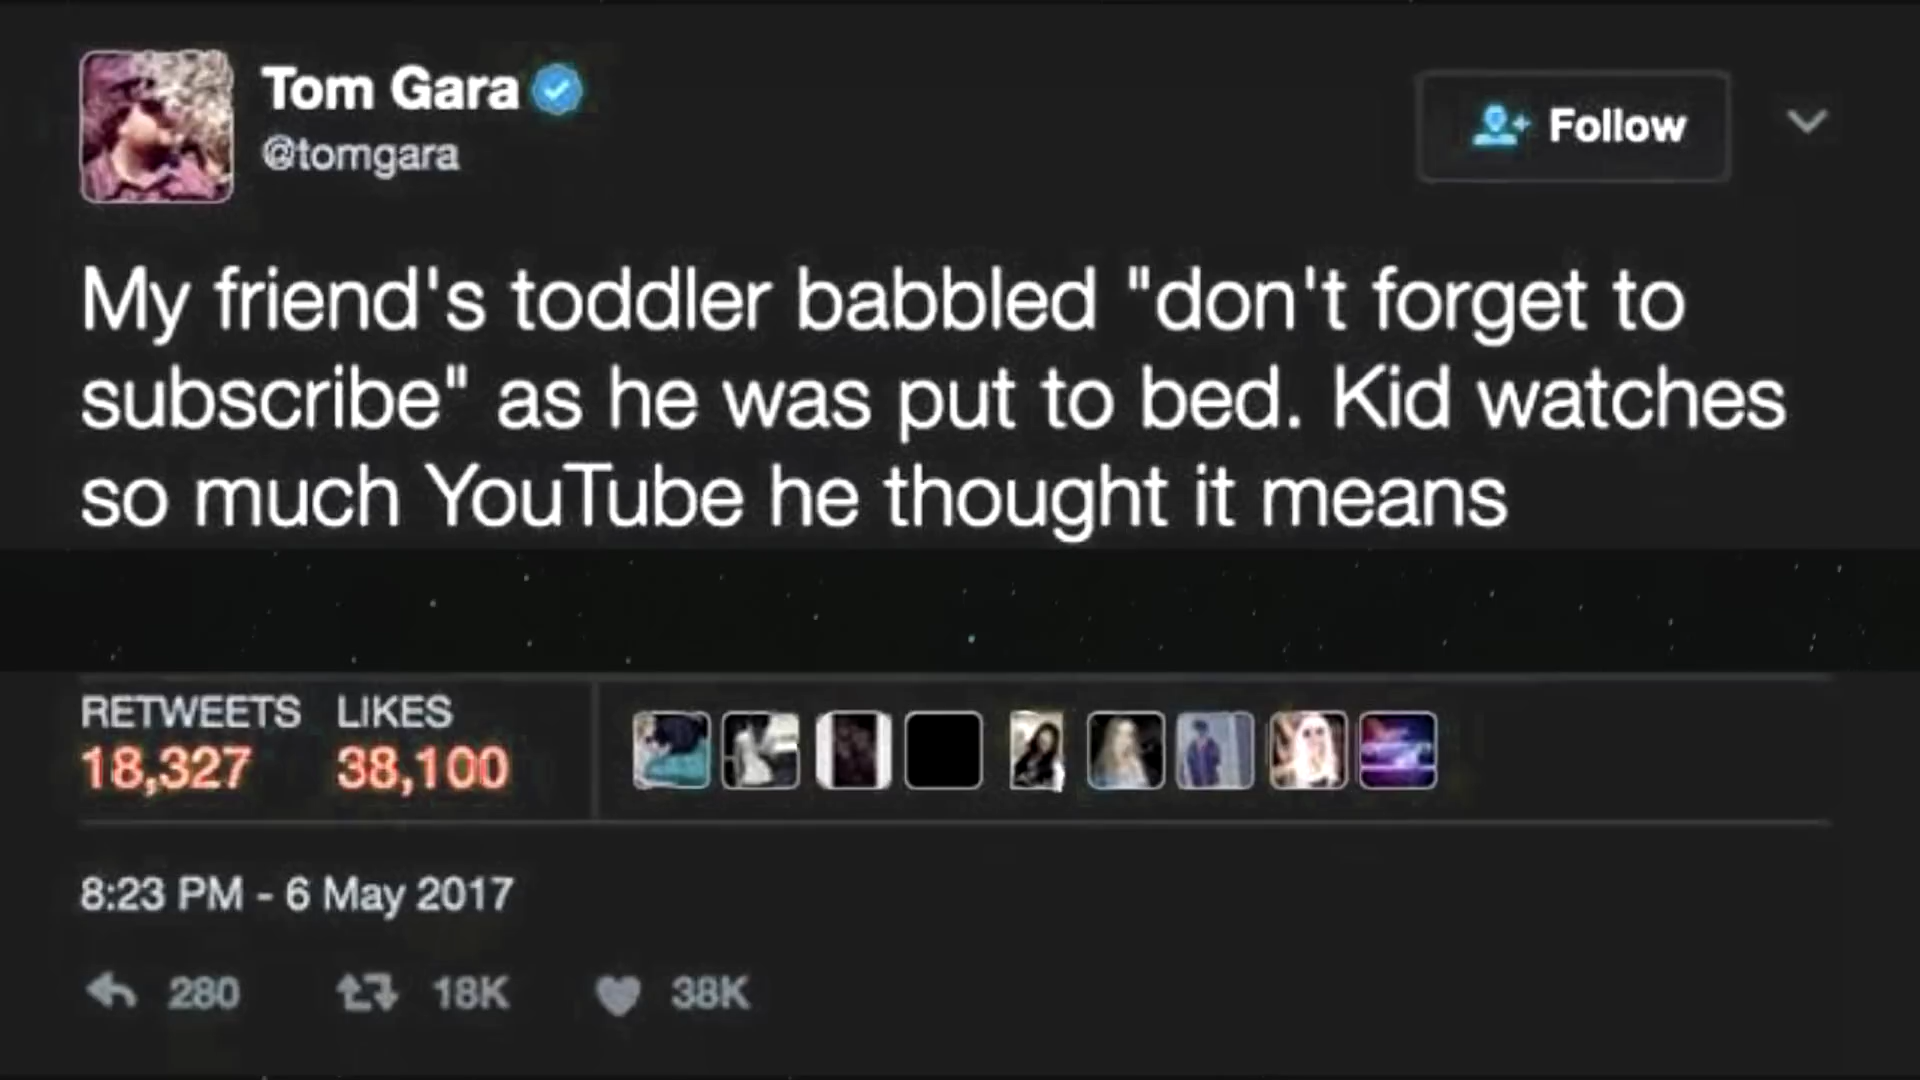 Tom Gara
@tomgara
Follow
My friend's toddler babbled "don't forget to
subscribe" as he was put to bed. Kid watches
so much YouTube he thought it means
RETWEETS LIKES
18,327 38,100
8:23 PM - 6 May 2017
280 18K 38K